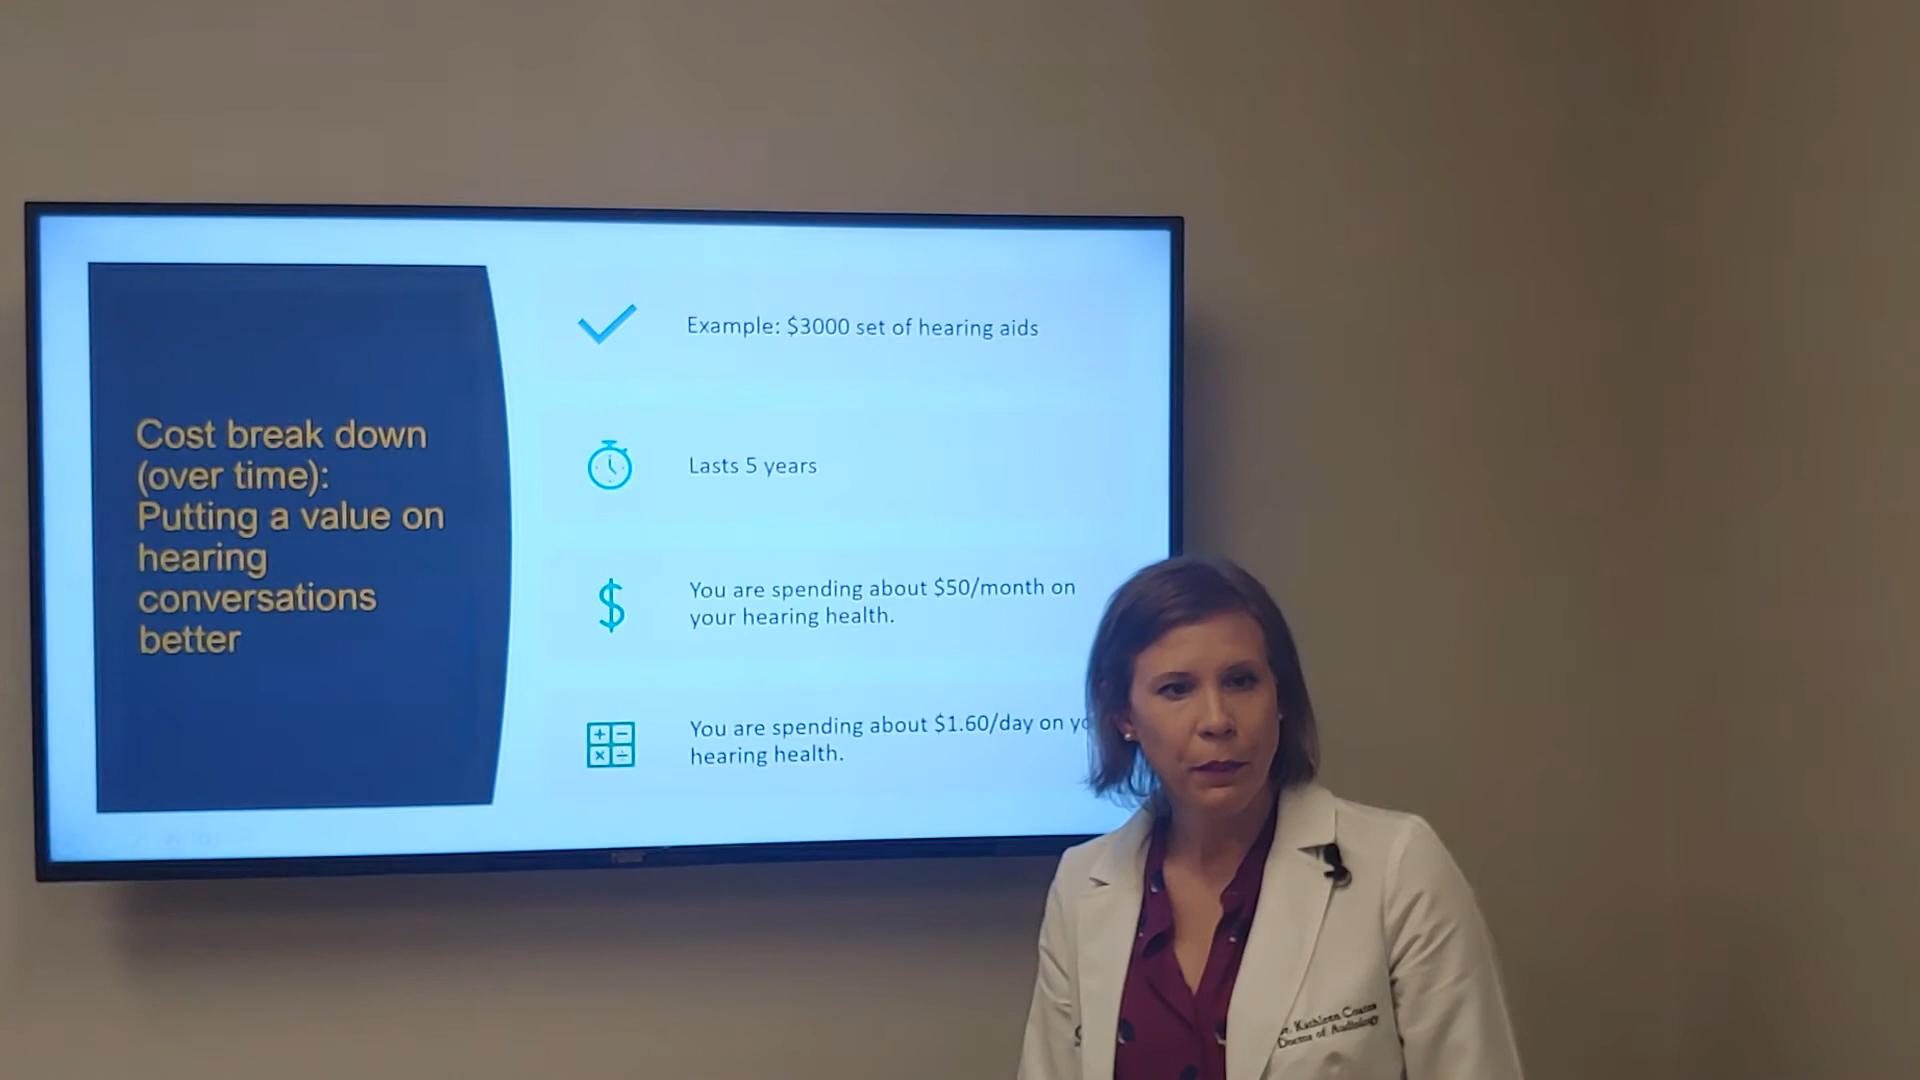 Cost break down
(over time):
Putting a value on
hearing
conversations
better
Example: $3000 set of hearing aids
Lasts 5 years
You are spending about $50/month on
your hearing health.
You are spending about $1.60/day on yo
hearing health.
Kathleen Coates
Doctor of Audiology